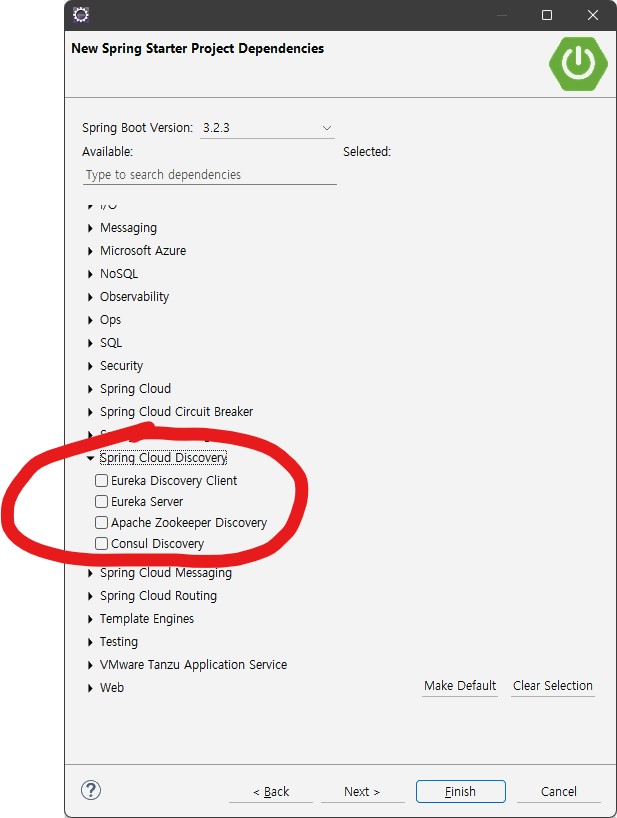 New Spring Starter Project Dependencies
Spring Boot Version: 3.2.3
Available: Selected:
Type to search dependencies
I/O
Messaging
Microsoft Azure
NoSQL
Observability
Ops
SQL
Security
Spring Cloud
Spring Cloud Circuit Breaker
Spring Cloud Discovery
Eureka Discovery Client
Eureka Server
Apache Zookeeper Discovery
Consul Discovery
Spring Cloud Messaging
Spring Cloud Routing
Template Engines
Testing
VMware Tanzu Application Service
Web
Make Default Clear Selection
? < Back Next > Finish Cancel